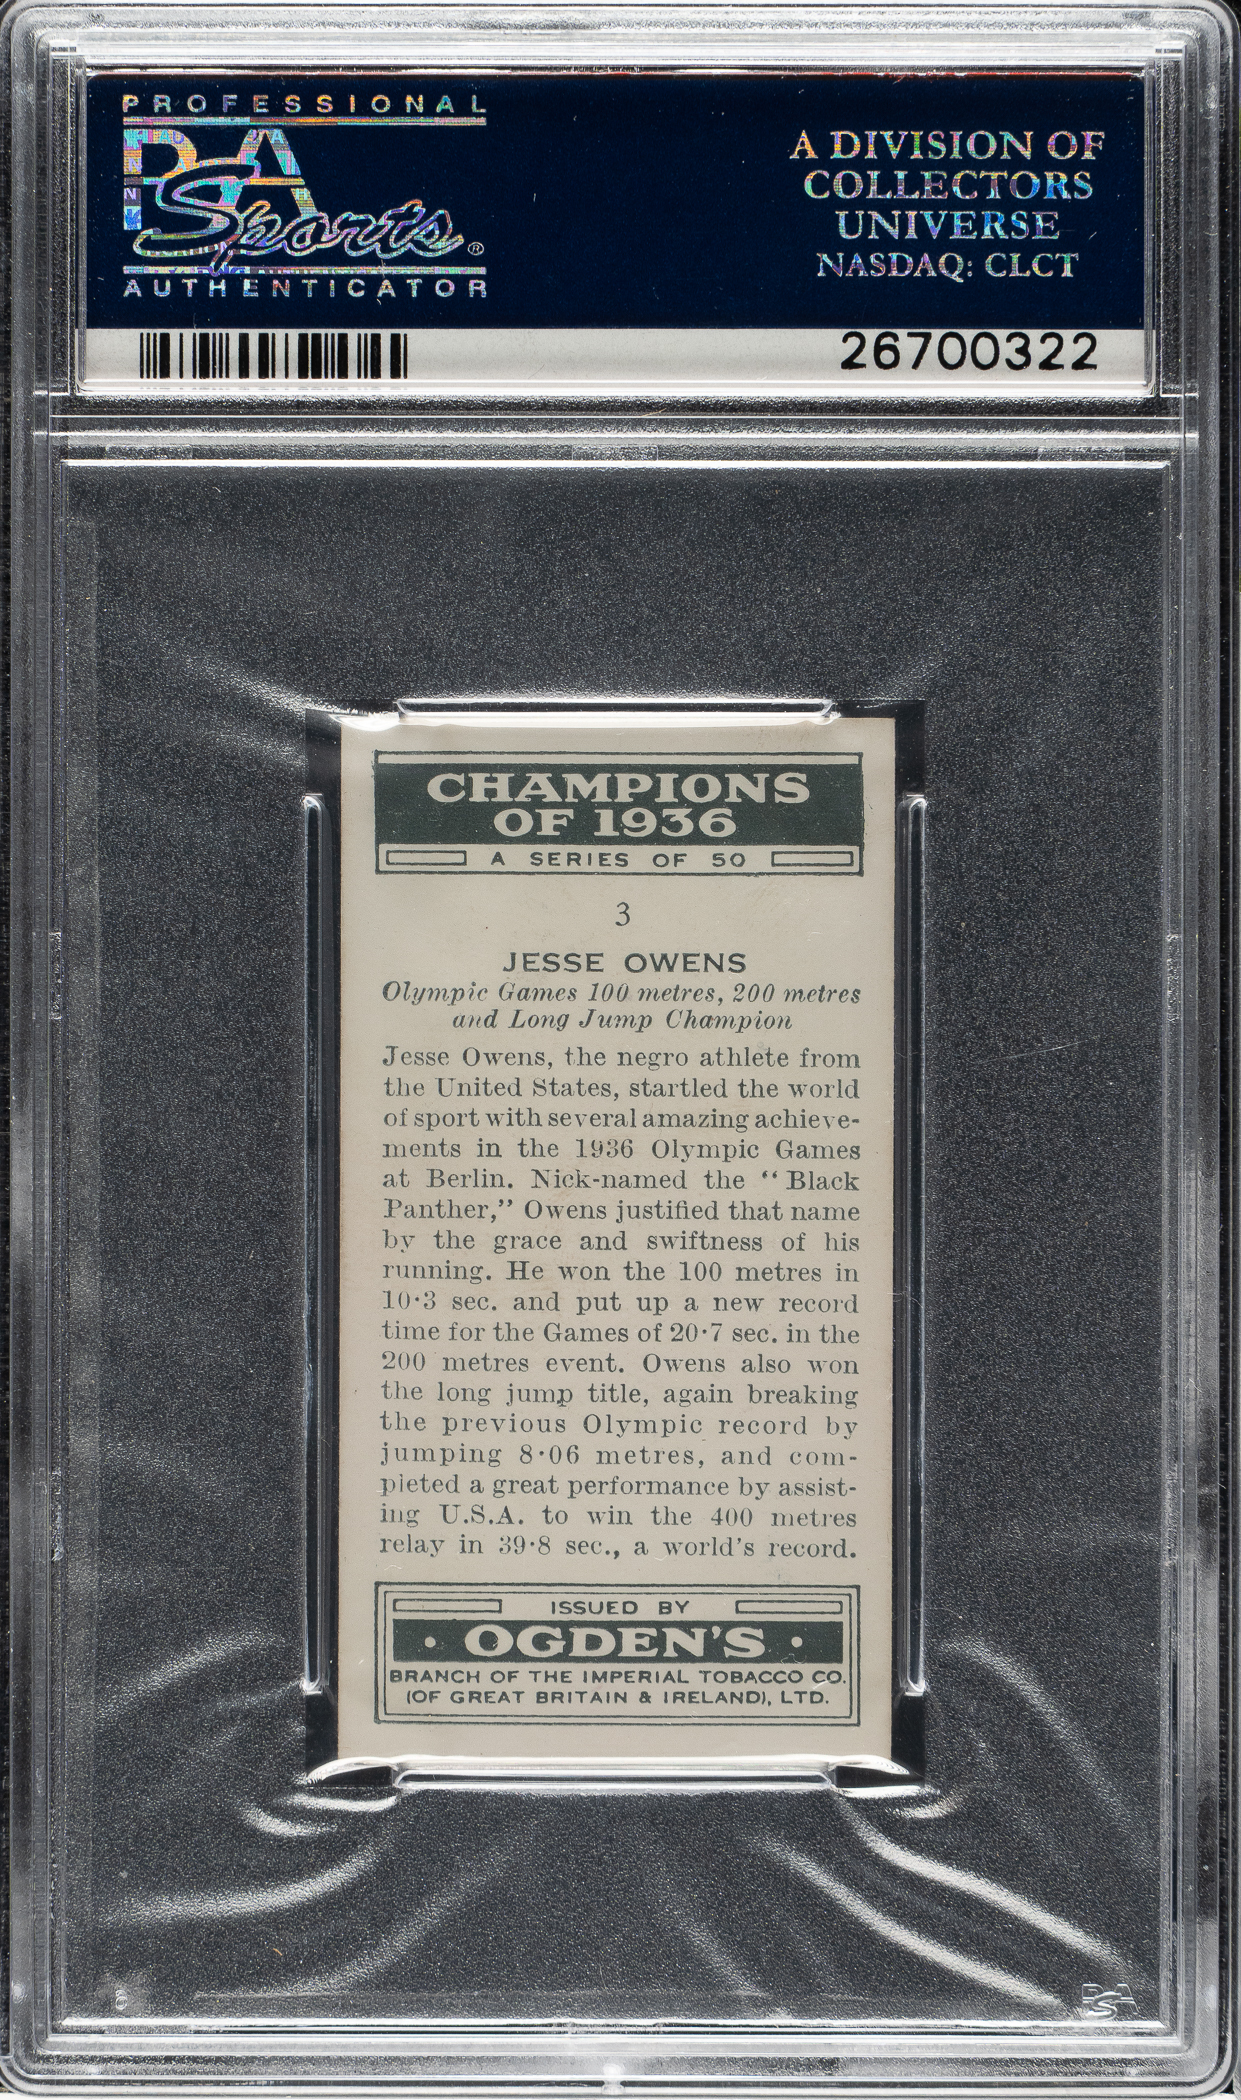 PROFESSIONAL
PSA
Sports®
AUTHENTICATOR
A DIVISION OF
COLLECTORS
UNIVERSE
NASDAQ: CLCT
26700322
CHAMPIONS
OF 1936
A SERIES OF 50
3
JESSE OWENS
Olympic Games 100 metres, 200 metres
and Long Jump Champion
Jesse Owens, the negro athlete from
the United States, startled the world
of sport with several amazing achieve-
ments in the 1936 Olympic Games
at Berlin. Nick-named the “Black
Panther,” Owens justified that name
by the grace and swiftness of his
running. He won the 100 metres in
10·3 sec. and put up a new record
time for the Games of 20·7 sec. in the
200 metres event. Owens also won
the long jump title, again breaking
the previous Olympic record by
jumping 8·06 metres, and com-
pleted a great performance by assist-
ing U.S.A. to win the 400 metres
relay in 39·8 sec., a world's record.
ISSUED BY
· OGDEN'S ·
BRANCH OF THE IMPERIAL TOBACCO CO.
(OF GREAT BRITAIN & IRELAND), LTD.
PSA